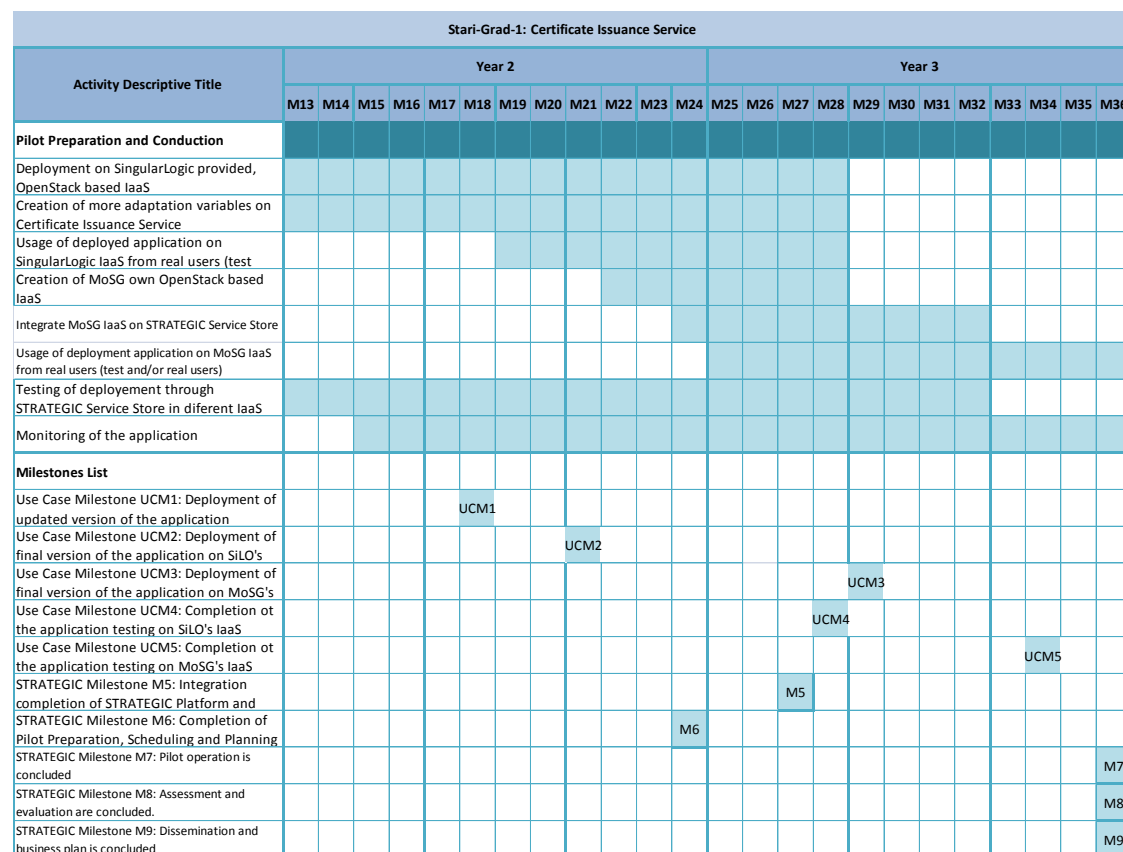 Stari-Grad-1: Certificate Issuance Service
Activity Descriptive Title
Year 2
Year 3
M13 M14 M15 M16 M17 M18 M19 M20 M21 M22 M23 M24 M25 M26 M27 M28 M29 M30 M31 M32 M33 M34 M35 M36
Pilot Preparation and Conduction
Deployment on SingularLogic provided,
OpenStack based IaaS
Creation of more adaptation variables on
Certificate Issuance Service
Usage of deployed application on
SingularLogic IaaS from real users (test
Creation of MoSG own OpenStack based
IaaS
Integrate MoSG IaaS on STRATEGIC Service Store
Usage of deployment application on MoSG IaaS
from real users (test and/or real users)
Testing of deployement through
STRATEGIC Service Store in diferent IaaS
Monitoring of the application
Milestones List
Use Case Milestone UCM1: Deployment of
updated version of the application
UCM1
Use Case Milestone UCM2: Deployment of
final version of the application on SiLO's
UCM2
Use Case Milestone UCM3: Deployment of
final version of the application on MoSG's
UCM3
Use Case Milestone UCM4: Completion ot
the application testing on SiLO's IaaS
UCM4
Use Case Milestone UCM5: Completion ot
the application testing on MoSG's IaaS
UCM5
STRATEGIC Milestone M5: Integration
completion of STRATEGIC Platform and
M5
STRATEGIC Milestone M6: Completion of
Pilot Preparation, Scheduling and Planning
M6
STRATEGIC Milestone M7: Pilot operation is
concluded
M7
STRATEGIC Milestone M8: Assessment and
evaluation are concluded.
M8
STRATEGIC Milestone M9: Dissemination and
business plan is concluded
M9